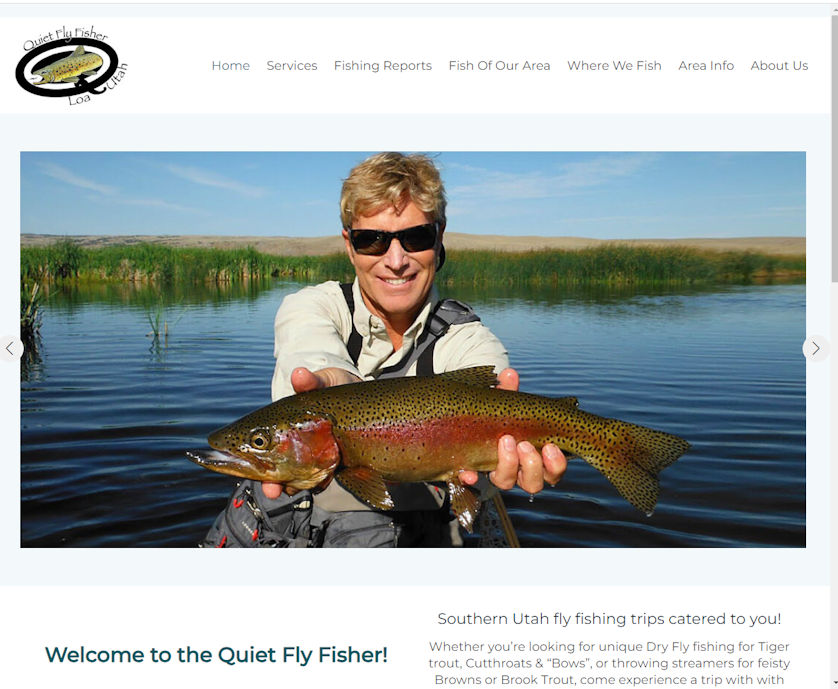 Quiet Fly Fisher
Loa Utah
Home Services Fishing Reports Fish Of Our Area Where We Fish Area Info About Us
Southern Utah fly fishing trips catered to you!
Welcome to the Quiet Fly Fisher!
Whether you’re looking for unique Dry Fly fishing for Tiger
trout, Cutthroats & “Bows”, or throwing streamers for feisty
Browns or Brook Trout, come experience a trip with with